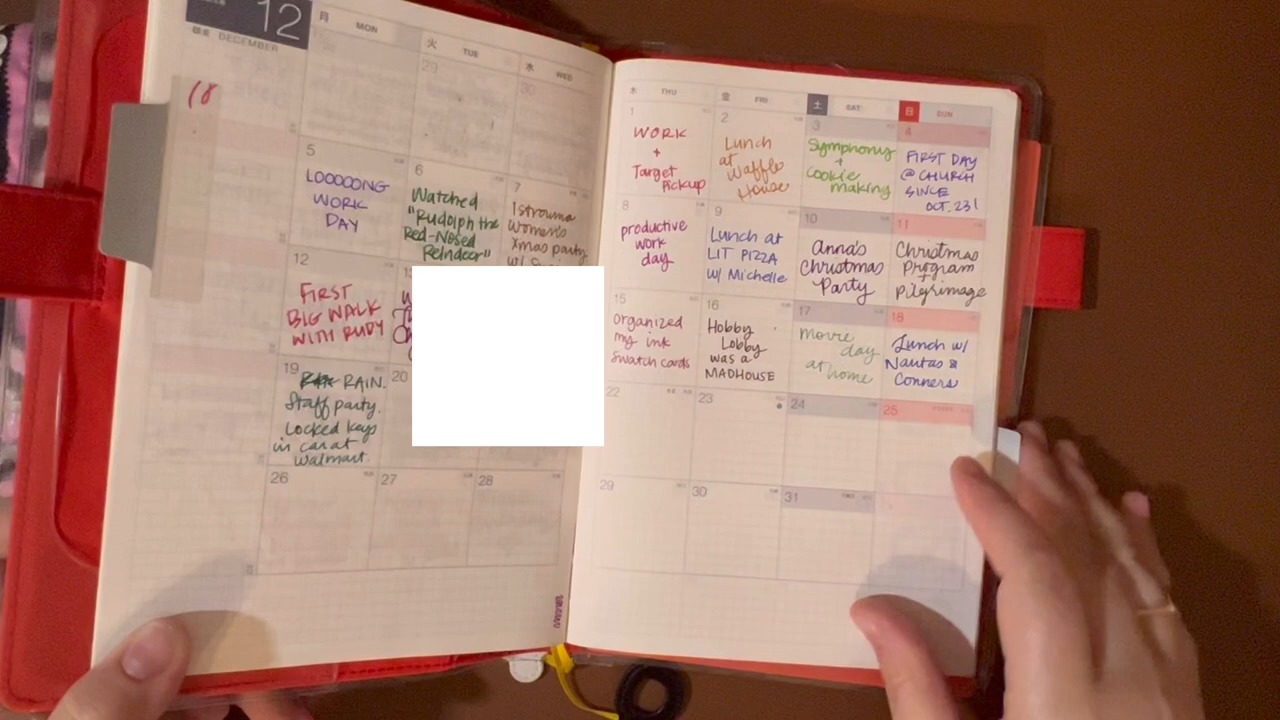 12
DECEMBER
18
月 MON
火 TUE
水 WED
29
30
5
LOOOOONG
WORK
DAY
6
Watched
"Rudolph the
Red-Nosed
Reindeer"
7
Istrouma
Women's
Xmas party
12
FIRST
BIG WALK
WITH RUDY
19
RAIN.
Staff party.
Locked keys
in car at
Walmart.
20
26
27
28
木 THU
金 FRI
土 SAT
日 SUN
1
WORK
+
Target
Pickup
2
Lunch
at
Waffle
House
3
Symphony
+
cookie
making
4
FIRST DAY
@ CHURCH
SINCE
OCT. 23!
8
productive
work
day
9
Lunch at
LIT PIZZA
w/ Michelle
10
Anna's
Christmas
Party
11
Christmas
Program
+
Pilgrimage
15
Organized
my ink
swatch cards
16
Hobby
Lobby
was a
MADHOUSE
17
Movie
day
at home
18
Lunch w/
Nautas &
Conners
22
23
24
25
29
30
31